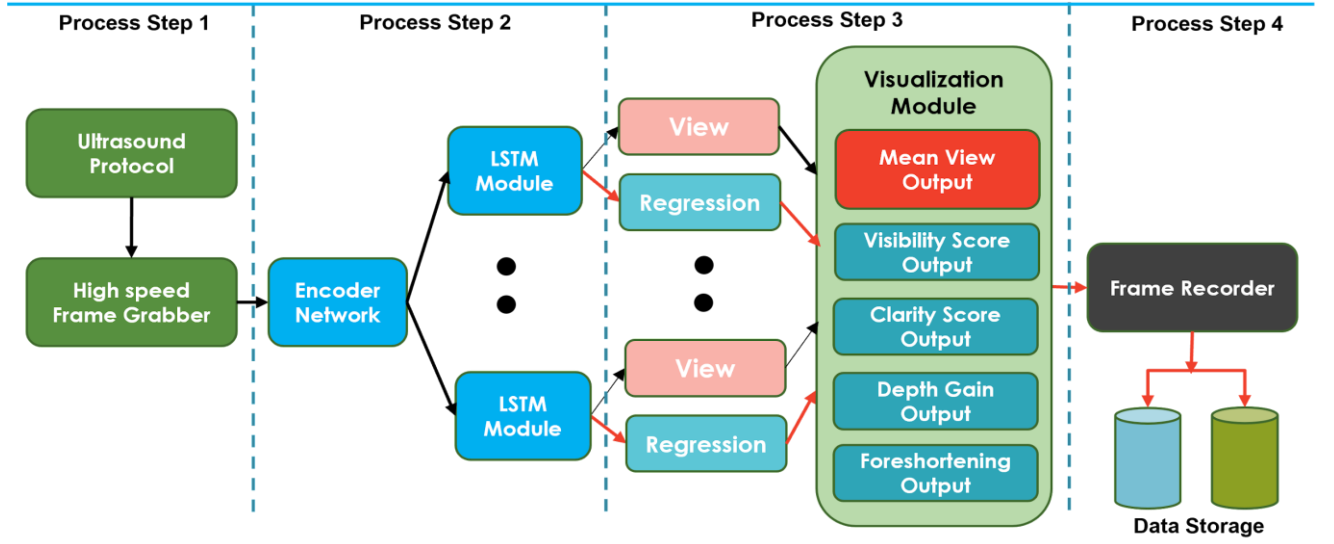 Process Step 1
Process Step 2
Process Step 3
Process Step 4
Ultrasound
Protocol
High speed
Frame Grabber
Encoder
Network
LSTM
Module
LSTM
Module
View
Regression
View
Regression
Visualization
Module
Mean View
Output
Visibility Score
Output
Clarity Score
Output
Depth Gain
Output
Foreshortening
Output
Frame Recorder
Data Storage